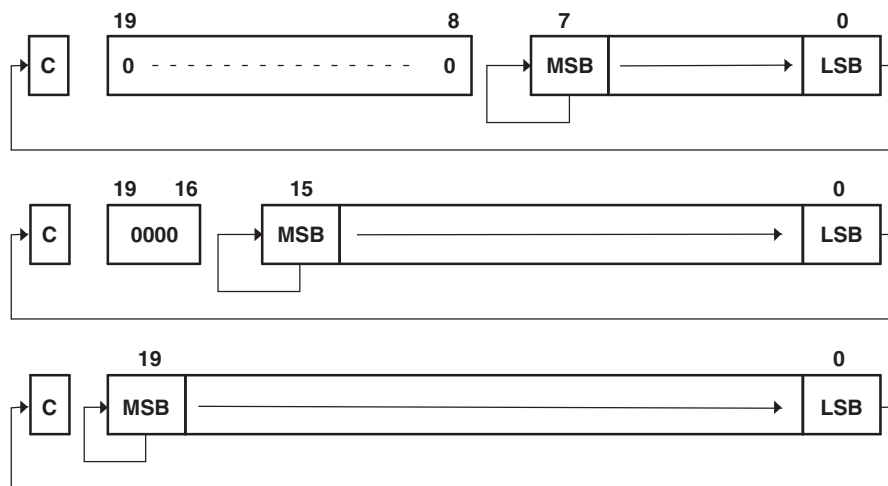 19 8 7 0
C 0 0 MSB LSB
19 16 15 0
C 0000 MSB LSB
19 0
C MSB LSB